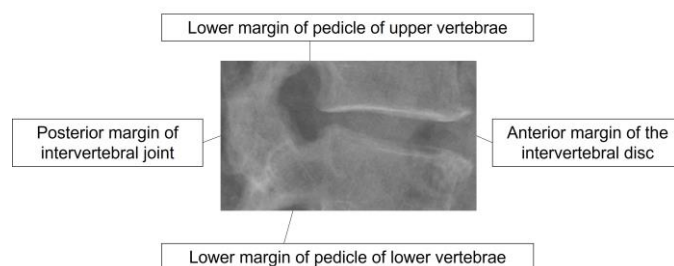 Lower margin of pedicle of upper vertebrae
Posterior margin of
intervertebral joint
Anterior margin of the
intervertebral disc
Lower margin of pedicle of lower vertebrae